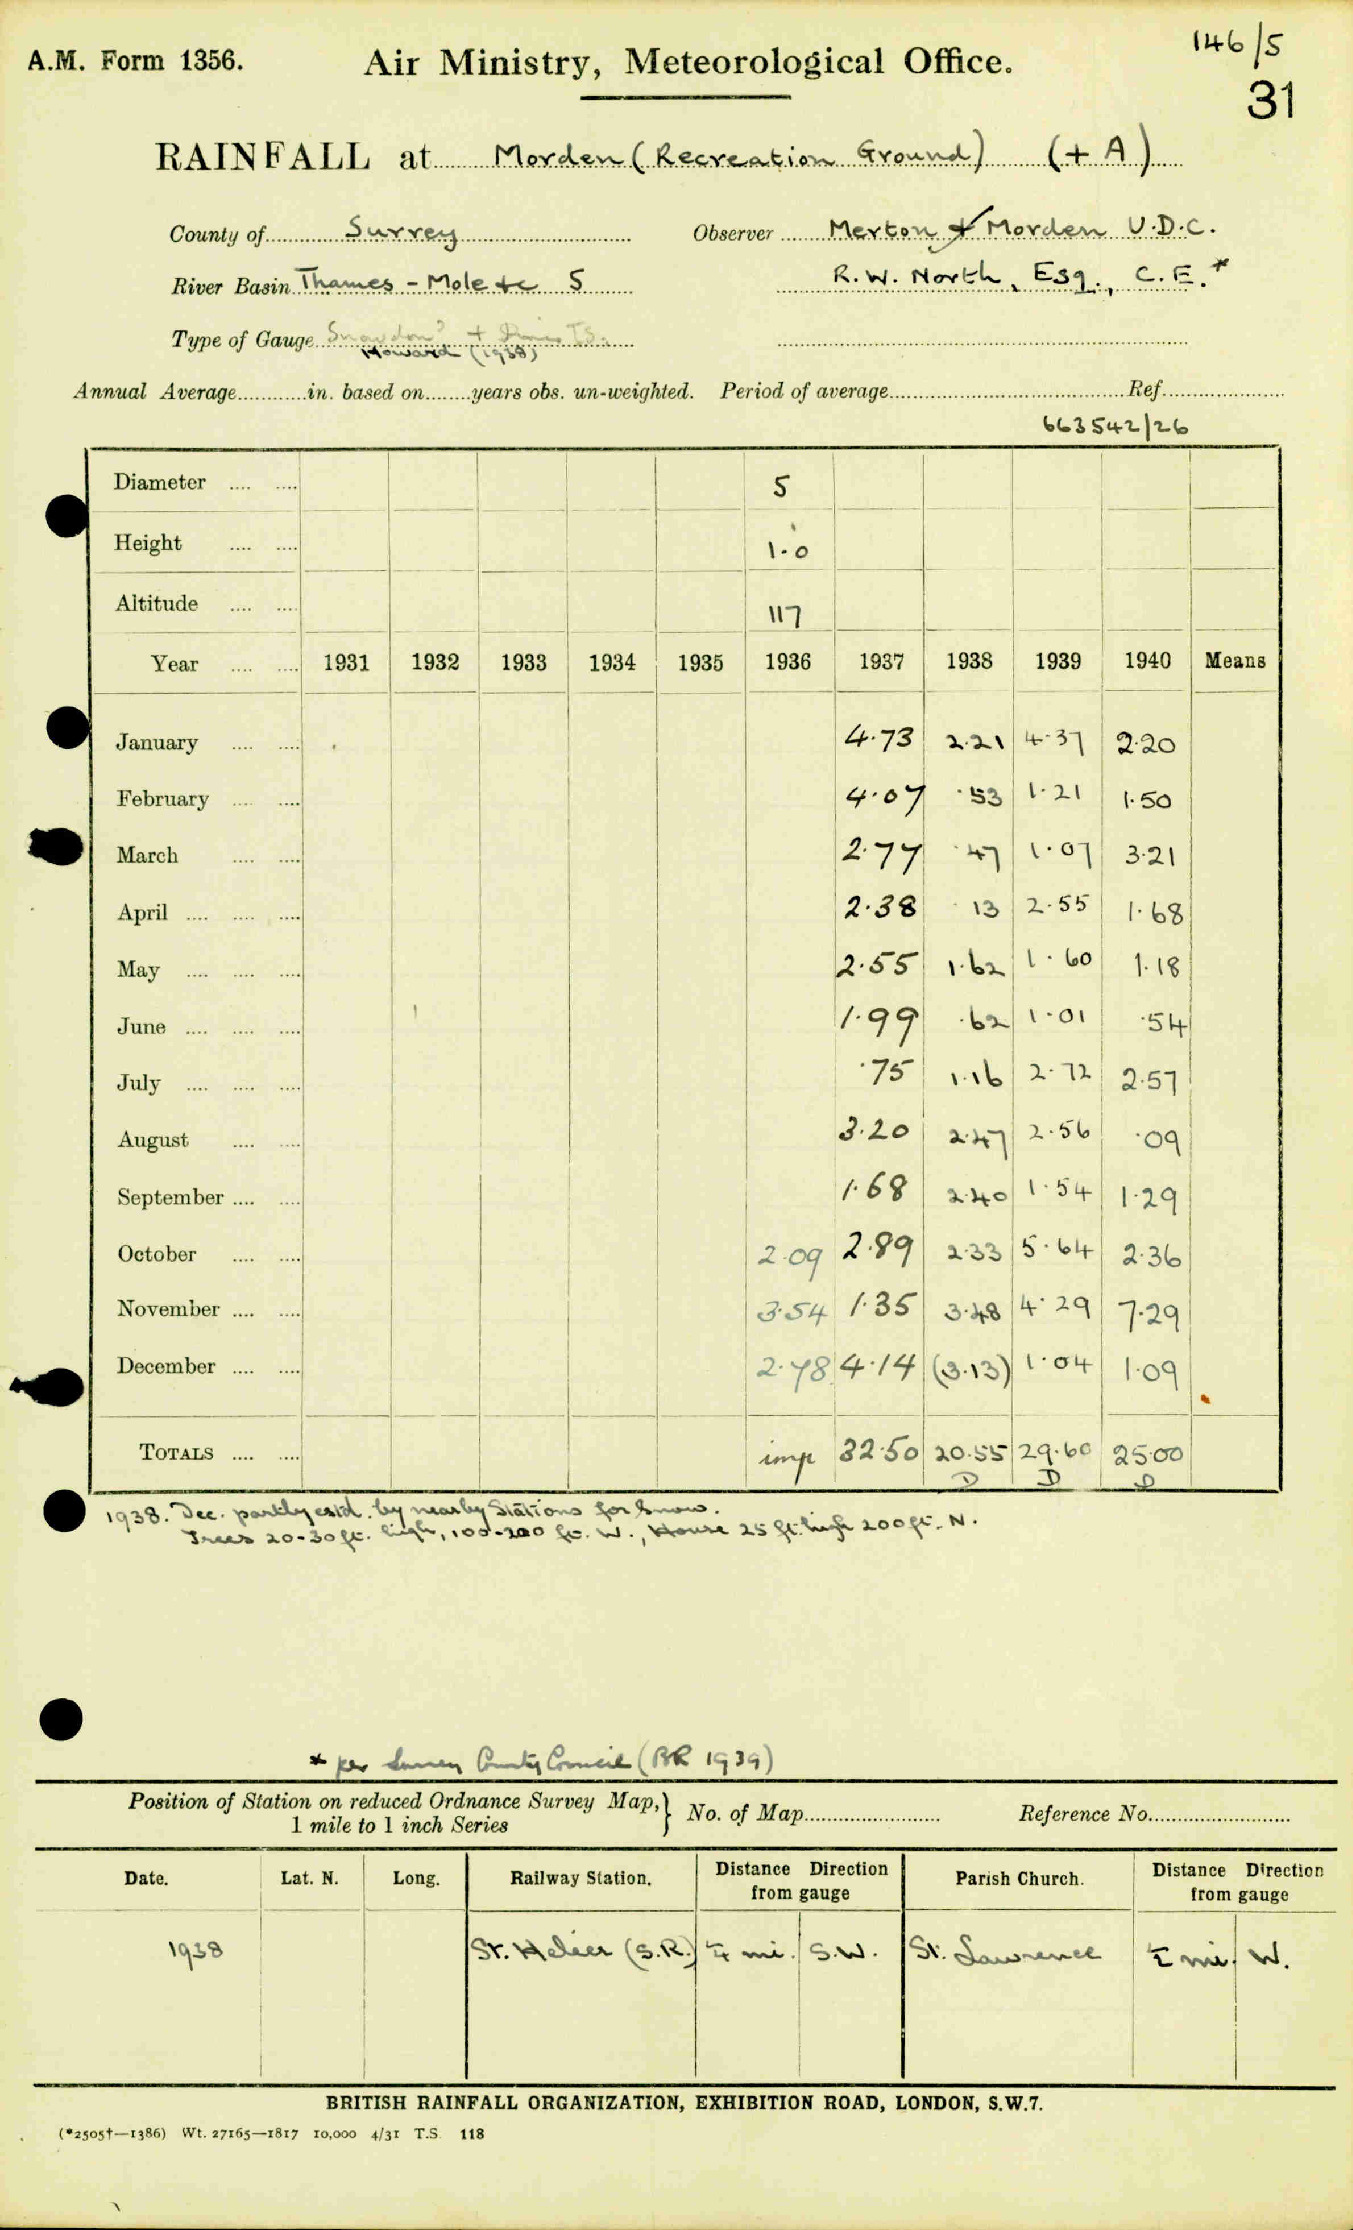 146/5
A.M. Form 1356. Air Ministry, Meteorological Office.
31
RAINFALL at Morden (Recreation Ground) (+ A)
County of Surrey Observer Merton & Morden U.D.C.
River Basin Thames - Mole &c 5 R.W. North, Esq., C.E.*
Type of Gauge Snowdon
Howard (1938)
Annual Average in. based on years obs. un-weighted. Period of average Ref.
663542/26
Diameter 5
Height 1.0
Altitude 117
Year 1931 1932 1933 1934 1935 1936 1937 1938 1939 1940 Means
January 4.73 2.21 4.37 2.20
February 4.07 .53 1.21 1.50
March 2.77 .47 1.07 3.21
April 2.38 .13 2.55 1.68
May 2.55 1.62 1.60 1.18
June 1.99 .62 1.01 .54
July .75 1.16 2.72 2.57
August 3.20 2.47 2.56 .09
September 1.68 2.40 1.54 1.29
October 2.09 2.89 2.33 5.64 2.36
November 3.54 1.35 3.48 4.29 7.29
December 2.78 4.14 (3.13) 1.04 1.09
TOTALS imp 32.50 20.55 29.60 25.00
D D D
1938. Dec. partly estd. by nearby Stations for Snow.
Trees 20-30 ft. high, 100-200 ft. W., House 25 ft. high 200 ft. N.
* per Surrey County Council (BR 1939)
Position of Station on reduced Ordnance Survey Map, } No. of Map Reference No.
1 mile to 1 inch Series
Date. Lat. N. Long. Railway Station. Distance Direction from gauge Parish Church. Distance Direction from gauge
1938 St. Helier (S.R.) ¼ mi. S.W. St. Lawrence ½ mi. W.
BRITISH RAINFALL ORGANIZATION, EXHIBITION ROAD, LONDON, S.W.7.
(*2505†—1386) Wt. 27165—1817 10,000 4/31 T.S. 118